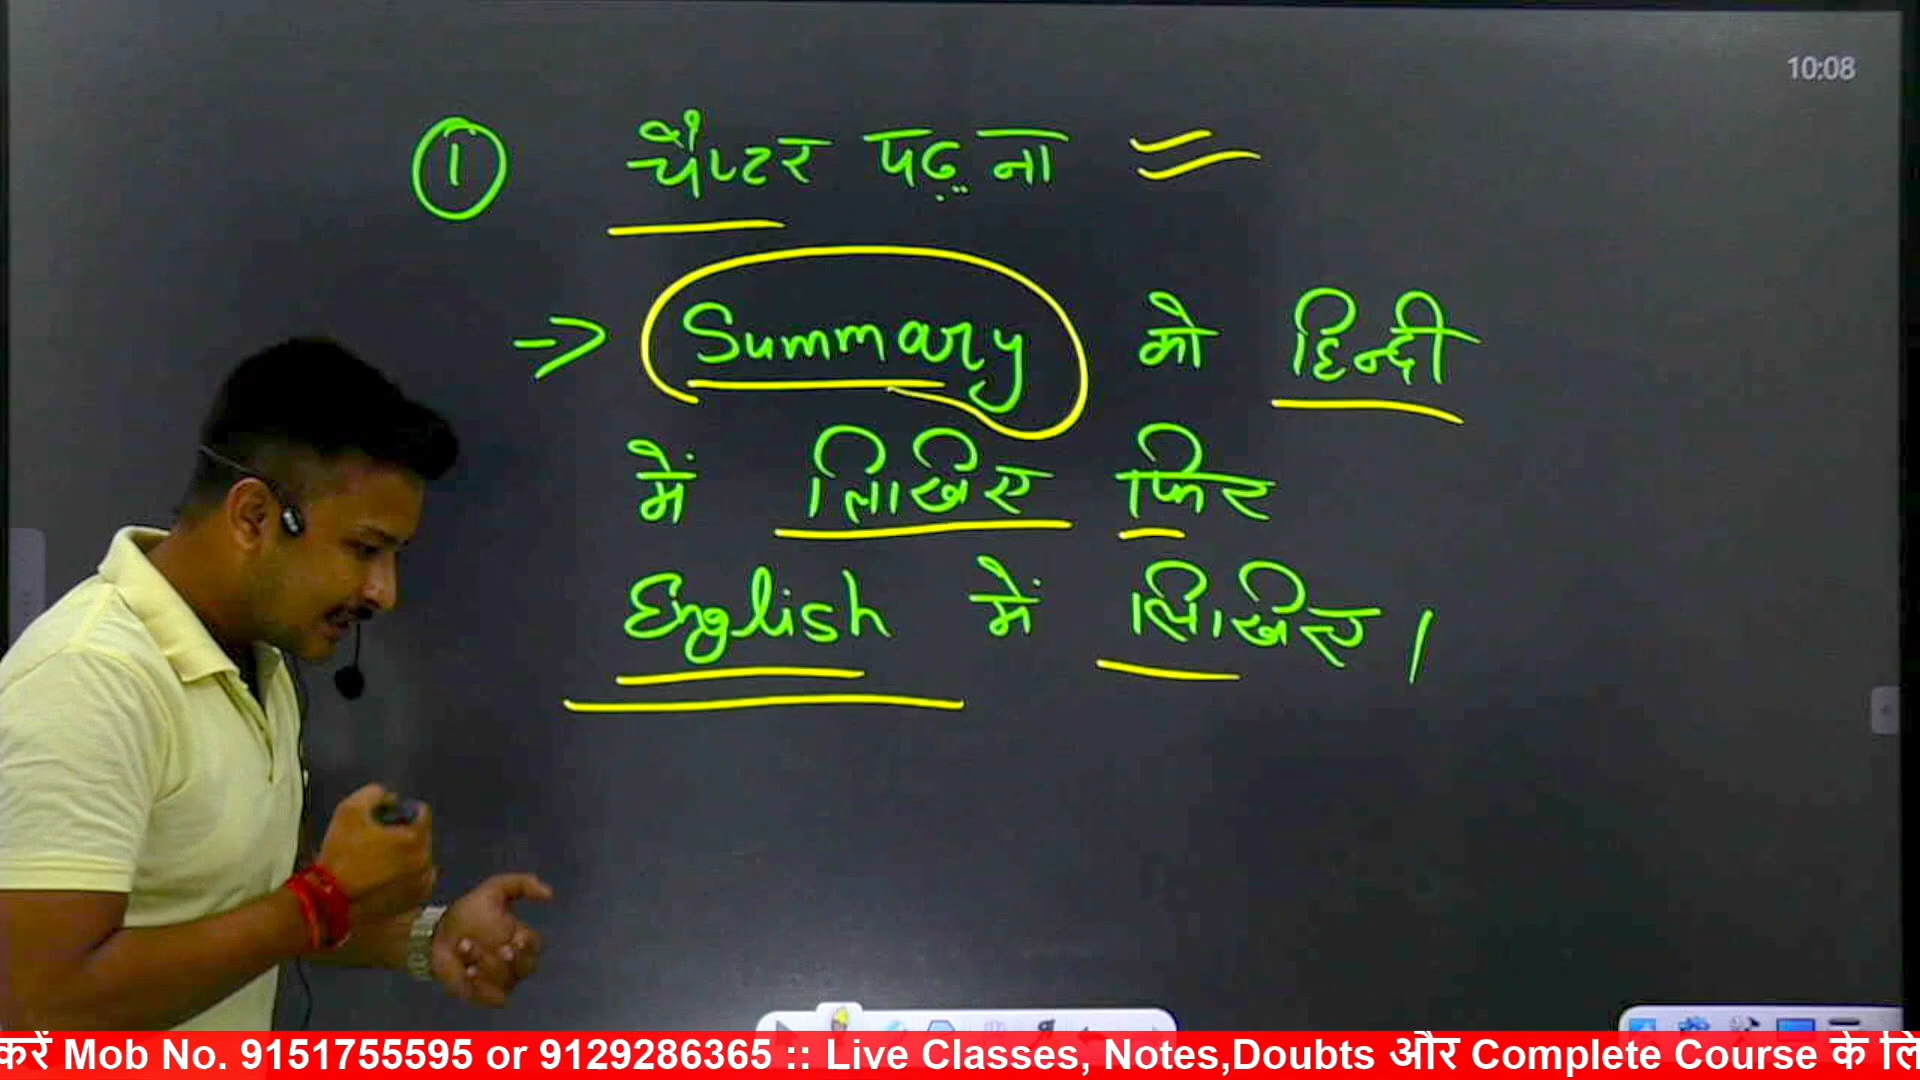 10:08
① चैप्टर पढ़ना
→ Summary को हिन्दी
में लिखिए फिर
English में लिखिए।
करें Mob No. 9151755595 or 9129286365 :: Live Classes, Notes,Doubts और Complete Course के लि